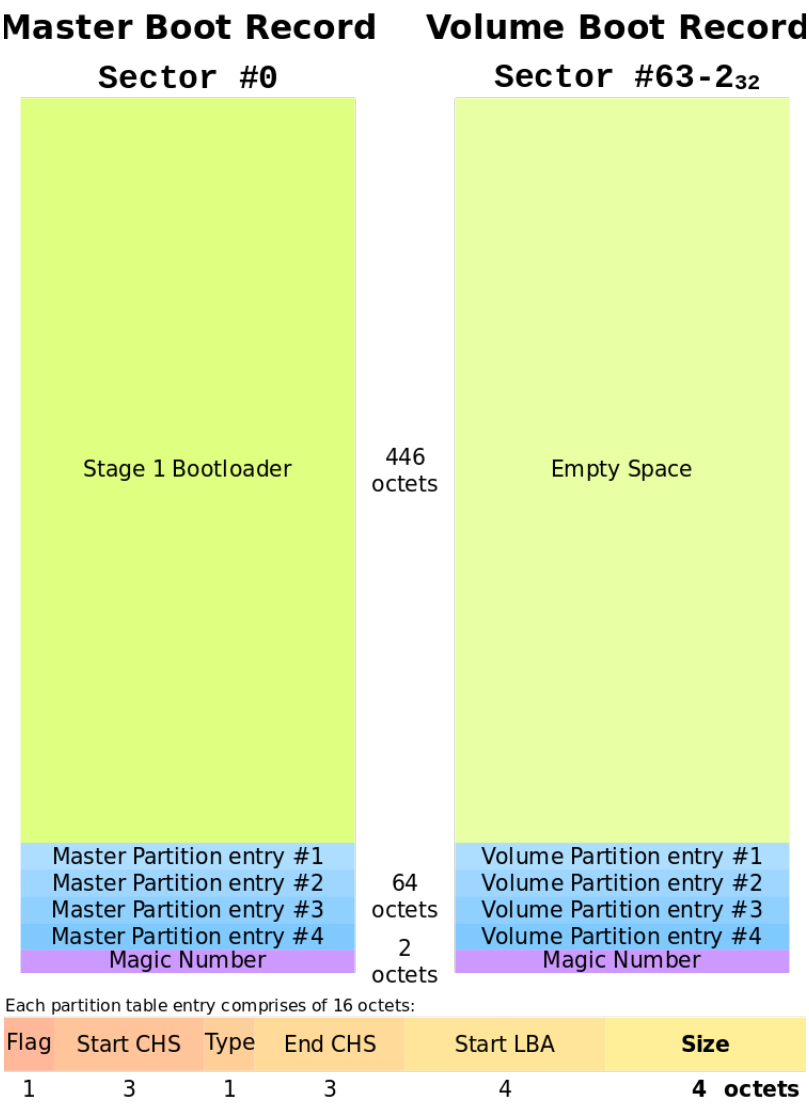 Master Boot Record
Volume Boot Record
Sector #0
Sector #63-2₃₂
Stage 1 Bootloader
446
octets
Empty Space
Master Partition entry #1
Master Partition entry #2
Master Partition entry #3
Master Partition entry #4
Magic Number
64
octets
2
octets
Volume Partition entry #1
Volume Partition entry #2
Volume Partition entry #3
Volume Partition entry #4
Magic Number
Each partition table entry comprises of 16 octets:
Flag Start CHS Type End CHS Start LBA Size
1 3 1 3 4 4 octets